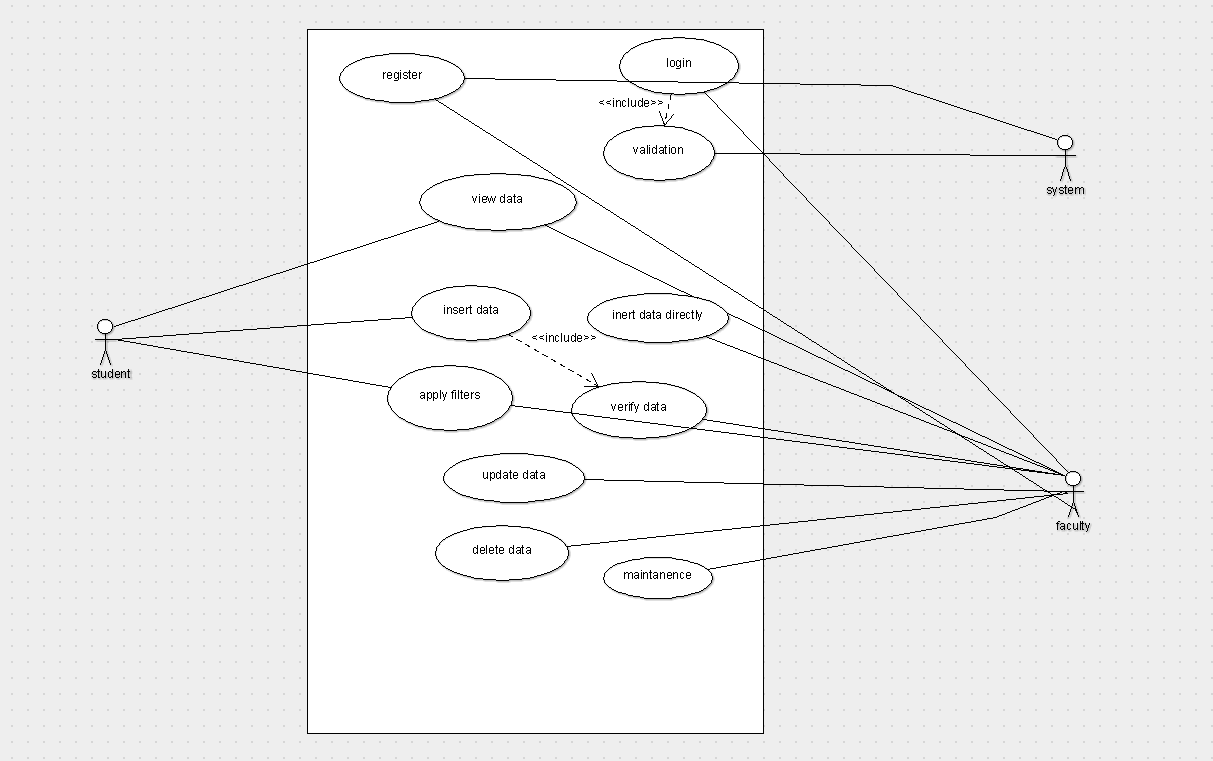 register
login
<<include>>
validation
system
view data
insert data
inert data directly
<<include>>
student
apply filters
verify data
update data
faculty
delete data
maintanence